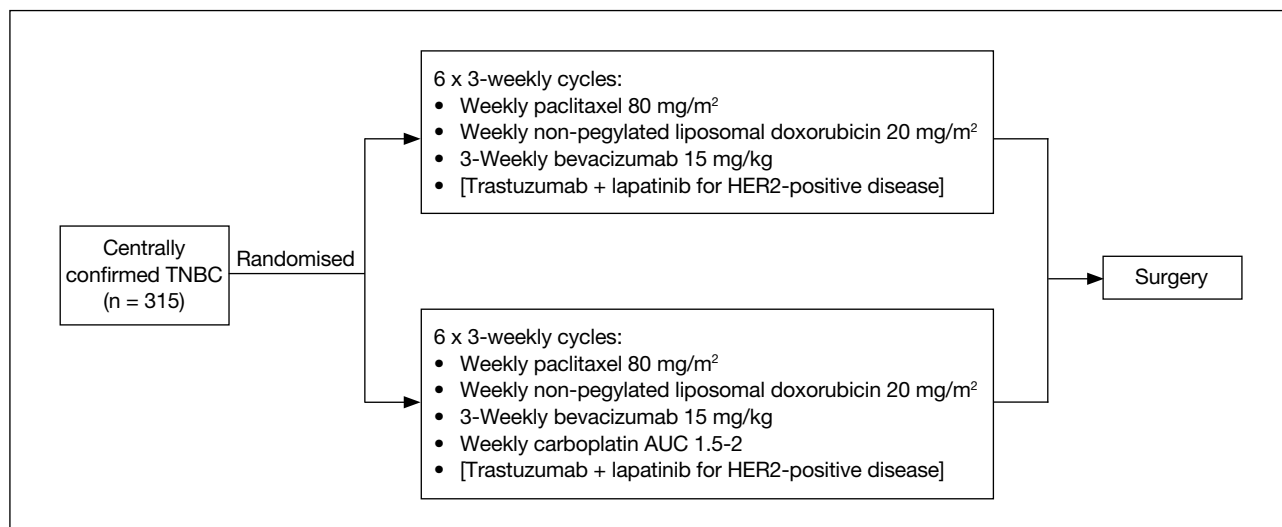 Centrally
confirmed TNBC
(n = 315)
Randomised
6 x 3-weekly cycles:
• Weekly paclitaxel 80 mg/m²
• Weekly non-pegylated liposomal doxorubicin 20 mg/m²
• 3-Weekly bevacizumab 15 mg/kg
• [Trastuzumab + lapatinib for HER2-positive disease]
6 x 3-weekly cycles:
• Weekly paclitaxel 80 mg/m²
• Weekly non-pegylated liposomal doxorubicin 20 mg/m²
• 3-Weekly bevacizumab 15 mg/kg
• Weekly carboplatin AUC 1.5-2
• [Trastuzumab + lapatinib for HER2-positive disease]
Surgery